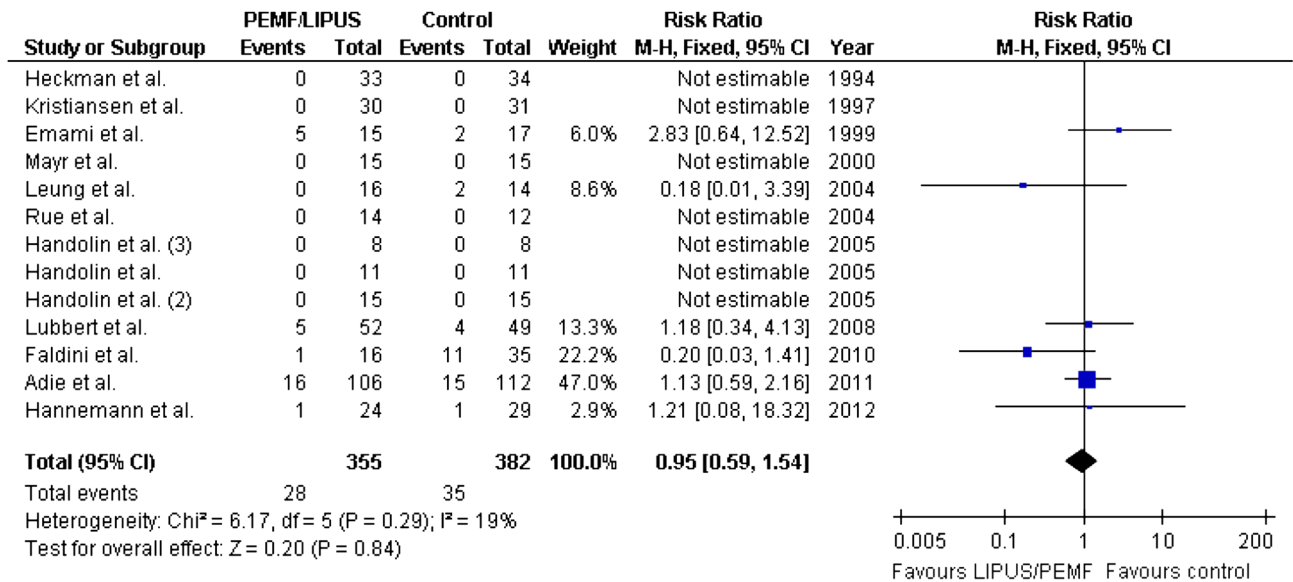 PEMF/LIPUS Control Risk Ratio Risk Ratio
Study or Subgroup Events Total Events Total Weight M-H, Fixed, 95% CI Year M-H, Fixed, 95% CI
Heckman et al. 0 33 0 34 Not estimable 1994
Kristiansen et al. 0 30 0 31 Not estimable 1997
Emami et al. 5 15 2 17 6.0% 2.83 [0.64, 12.52] 1999
Mayr et al. 0 15 0 15 Not estimable 2000
Leung et al. 0 16 2 14 8.6% 0.18 [0.01, 3.39] 2004
Rue et al. 0 14 0 12 Not estimable 2004
Handolin et al. (3) 0 8 0 8 Not estimable 2005
Handolin et al. 0 11 0 11 Not estimable 2005
Handolin et al. (2) 0 15 0 15 Not estimable 2005
Lubbert et al. 5 52 4 49 13.3% 1.18 [0.34, 4.13] 2008
Faldini et al. 1 16 11 35 22.2% 0.20 [0.03, 1.41] 2010
Adie et al. 16 106 15 112 47.0% 1.13 [0.59, 2.16] 2011
Hannemann et al. 1 24 1 29 2.9% 1.21 [0.08, 18.32] 2012
Total (95% CI) 355 382 100.0% 0.95 [0.59, 1.54]
Total events 28 35
Heterogeneity: Chi² = 6.17, df = 5 (P = 0.29); I² = 19%
Test for overall effect: Z = 0.20 (P = 0.84)
0.005 0.1 1 10 200
Favours LIPUS/PEMF Favours control